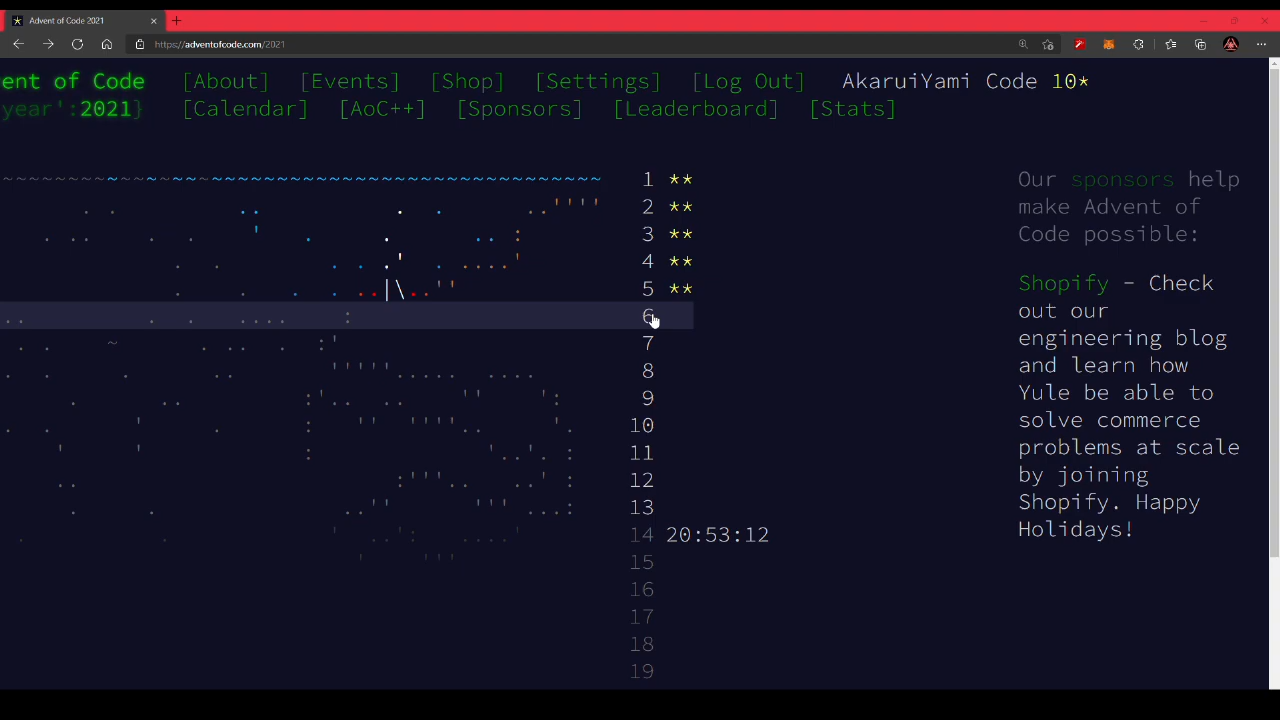 Advent of Code 2021
https://adventofcode.com/2021
ent of Code [About] [Events] [Shop] [Settings] [Log Out] AkaruiYami Code 10*
year':2021} [Calendar] [AoC++] [Sponsors] [Leaderboard] [Stats]
1 **
2 **
3 **
4 **
5 **
6
7
8
9
10
11
12
13
14 20:53:12
15
16
17
18
19
Our sponsors help
make Advent of
Code possible:
Shopify - Check
out our
engineering blog
and learn how
Yule be able to
solve commerce
problems at scale
by joining
Shopify. Happy
Holidays!